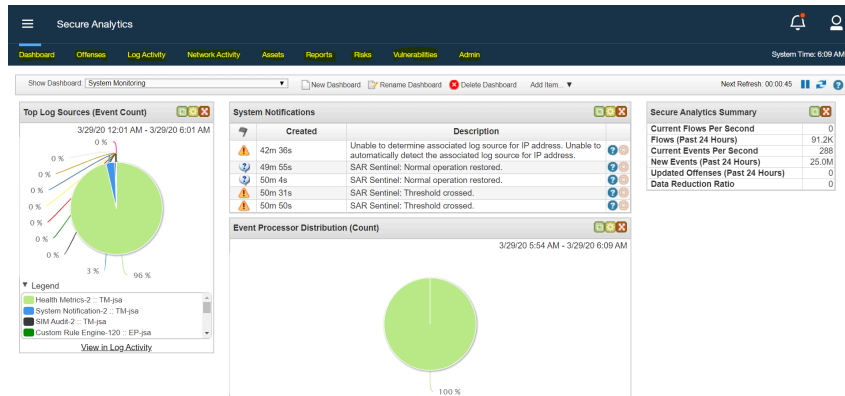 Secure Analytics
Dashboard Offenses Log Activity Network Activity Assets Reports Risks Vulnerabilities Admin System Time: 6:09 AM
Show Dashboard: System Monitoring New Dashboard Rename Dashboard Delete Dashboard Add Item... Next Refresh: 00:00:45
Top Log Sources (Event Count)
3/29/20 12:01 AM - 3/29/20 6:01 AM
0 %
0 %
0 %
0 %
0 %
0 %
0 %
3 %
96 %
Legend
Health Metrics-2 :: TM-jsa
System Notification-2 :: TM-jsa
SIM Audit-2 :: TM-jsa
Custom Rule Engine-120 :: EP-jsa
View in Log Activity
System Notifications
Created Description
42m 36s Unable to determine associated log source for IP address. Unable to
automatically detect the associated log source for IP address.
49m 55s SAR Sentinel: Normal operation restored.
50m 4s SAR Sentinel: Normal operation restored.
50m 31s SAR Sentinel: Threshold crossed.
50m 50s SAR Sentinel: Threshold crossed.
Event Processor Distribution (Count)
3/29/20 5:54 AM - 3/29/20 6:09 AM
100 %
Secure Analytics Summary
Current Flows Per Second 0
Flows (Past 24 Hours) 91.2K
Current Events Per Second 288
New Events (Past 24 Hours) 25.0M
Updated Offenses (Past 24 Hours) 0
Data Reduction Ratio 0